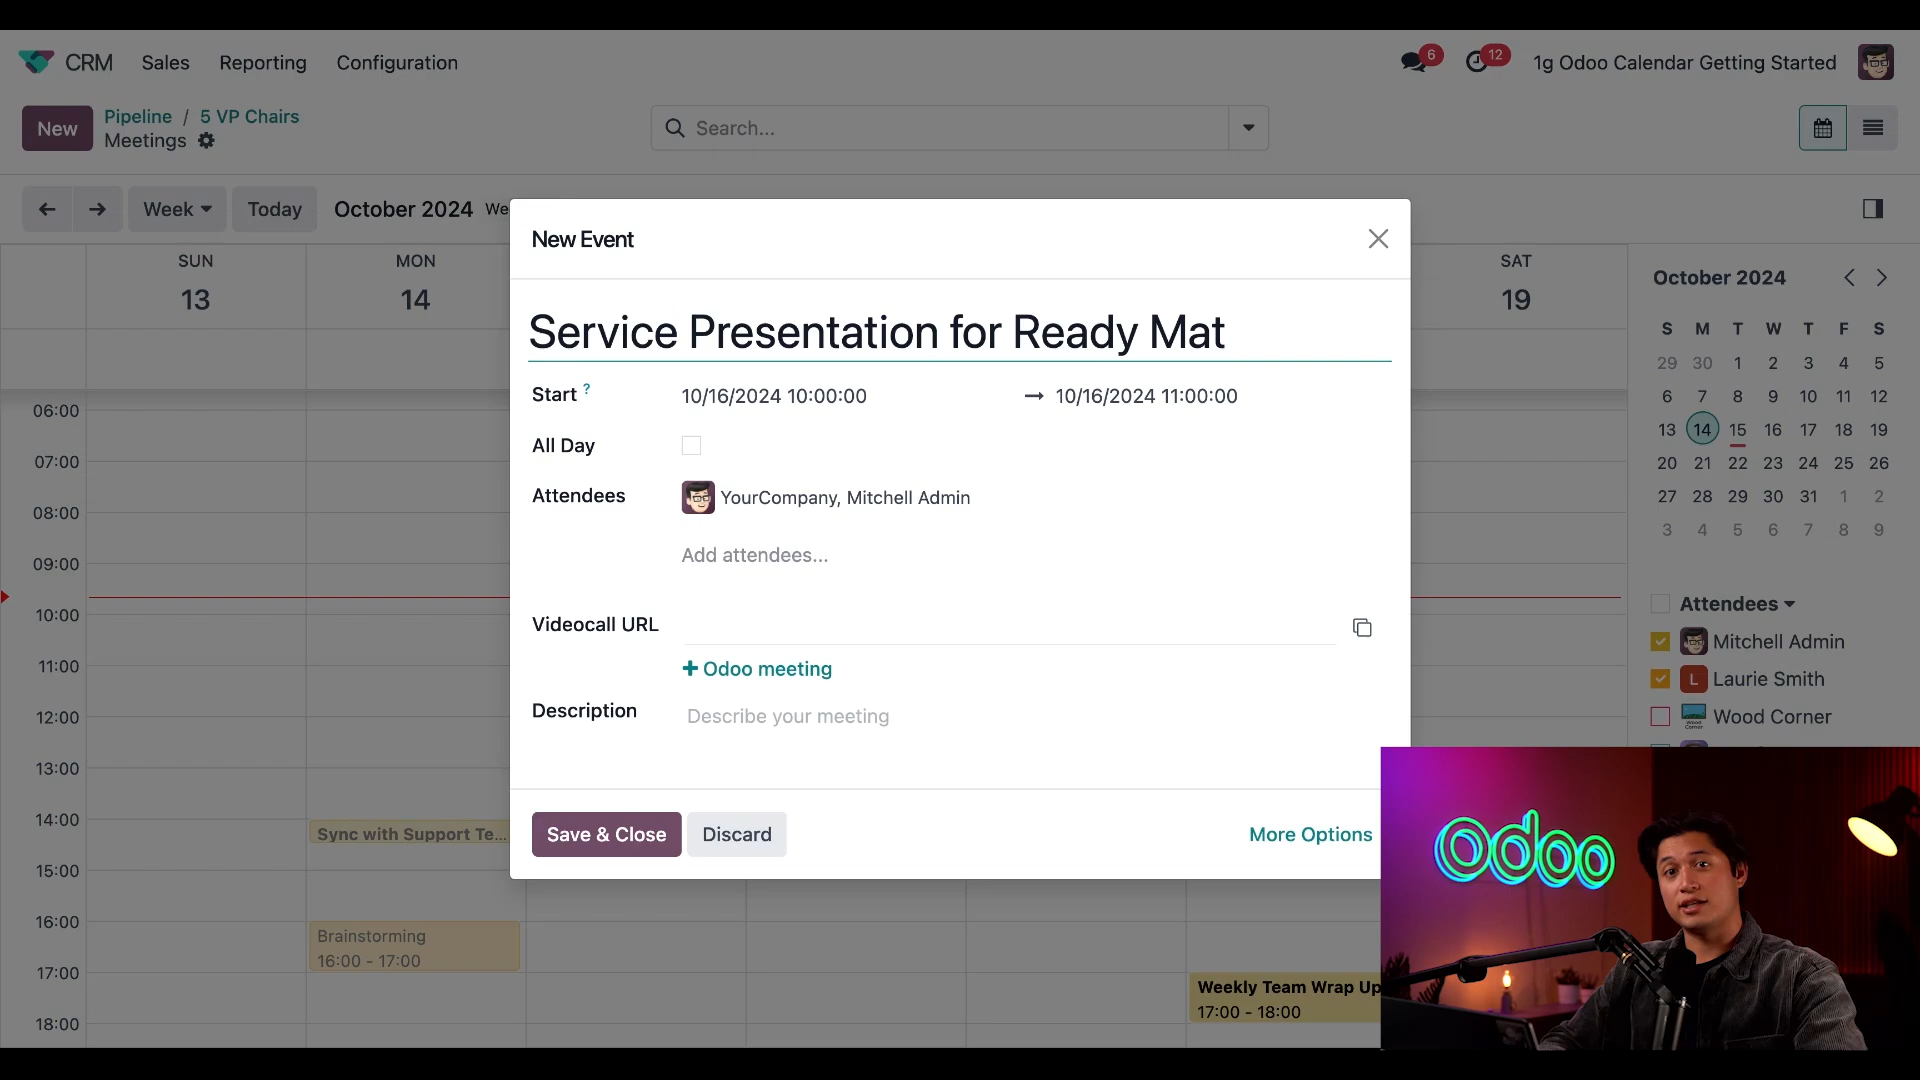 CRM Sales Reporting Configuration 6 12 1g Odoo Calendar Getting Started
New Pipeline / 5 VP Chairs
Meetings
Search...
Week Today October 2024 We
SUN MON SAT
13 14 19
06:00
07:00
08:00
09:00
10:00
11:00
12:00
13:00
14:00
15:00
16:00
17:00
18:00
Sync with Support Te...
Brainstorming
16:00 - 17:00
Weekly Team Wrap Up
17:00 - 18:00
New Event
Service Presentation for Ready Mat
Start ? 10/16/2024 10:00:00 → 10/16/2024 11:00:00
All Day
Attendees YourCompany, Mitchell Admin
Add attendees...
Videocall URL
+ Odoo meeting
Description Describe your meeting
Save & Close Discard More Options
October 2024
S M T W T F S
29 30 1 2 3 4 5
6 7 8 9 10 11 12
13 14 15 16 17 18 19
20 21 22 23 24 25 26
27 28 29 30 31 1 2
3 4 5 6 7 8 9
Attendees
Mitchell Admin
L Laurie Smith
Wood Corner
odoo